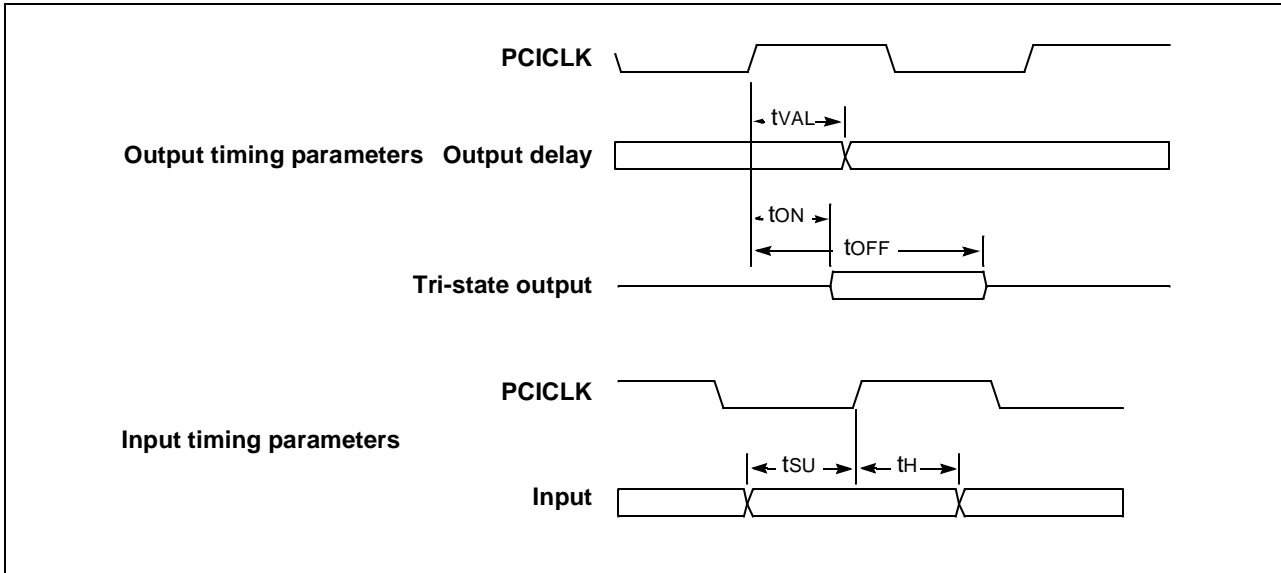 PCICLK
tVAL
Output timing parameters Output delay
tON
tOFF
Tri-state output
PCICLK
Input timing parameters
tSU tH
Input